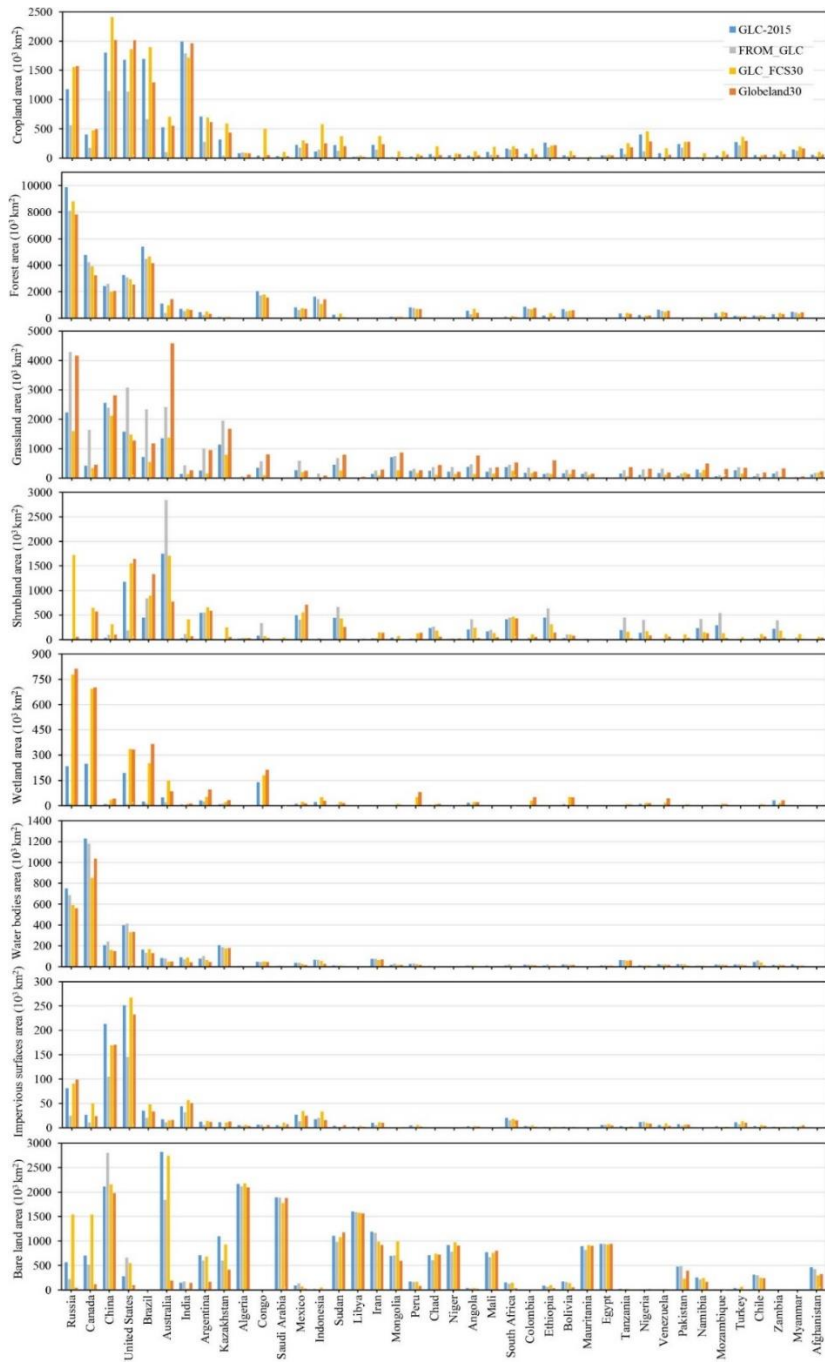 GLC-2015
FROM_GLC
GLC_FCS30
Globeland30
Cropland area (10³ km²)
2500
2000
1500
1000
500
0
Forest area (10³ km²)
10000
8000
6000
4000
2000
0
Grassland area (10³ km²)
5000
4000
3000
2000
1000
0
Shrubland area (10³ km²)
3000
2500
2000
1500
1000
500
0
Wetland area (10³ km²)
900
750
600
450
300
150
0
Water bodies area (10³ km²)
1400
1200
1000
800
600
400
200
0
Impervious surfaces area (10³ km²)
300
250
200
150
100
50
0
Bare land area (10³ km²)
3000
2500
2000
1500
1000
500
0
Russia
Canada
China
United States
Brazil
Australia
India
Argentina
Kazakhstan
Algeria
Congo
Saudi Arabia
Mexico
Indonesia
Sudan
Libya
Iran
Mongolia
Peru
Chad
Niger
Angola
Mali
South Africa
Colombia
Ethiopia
Bolivia
Mauritania
Egypt
Tanzania
Nigeria
Venezuela
Pakistan
Namibia
Mozambique
Turkey
Chile
Zambia
Myanmar
Afghanistan